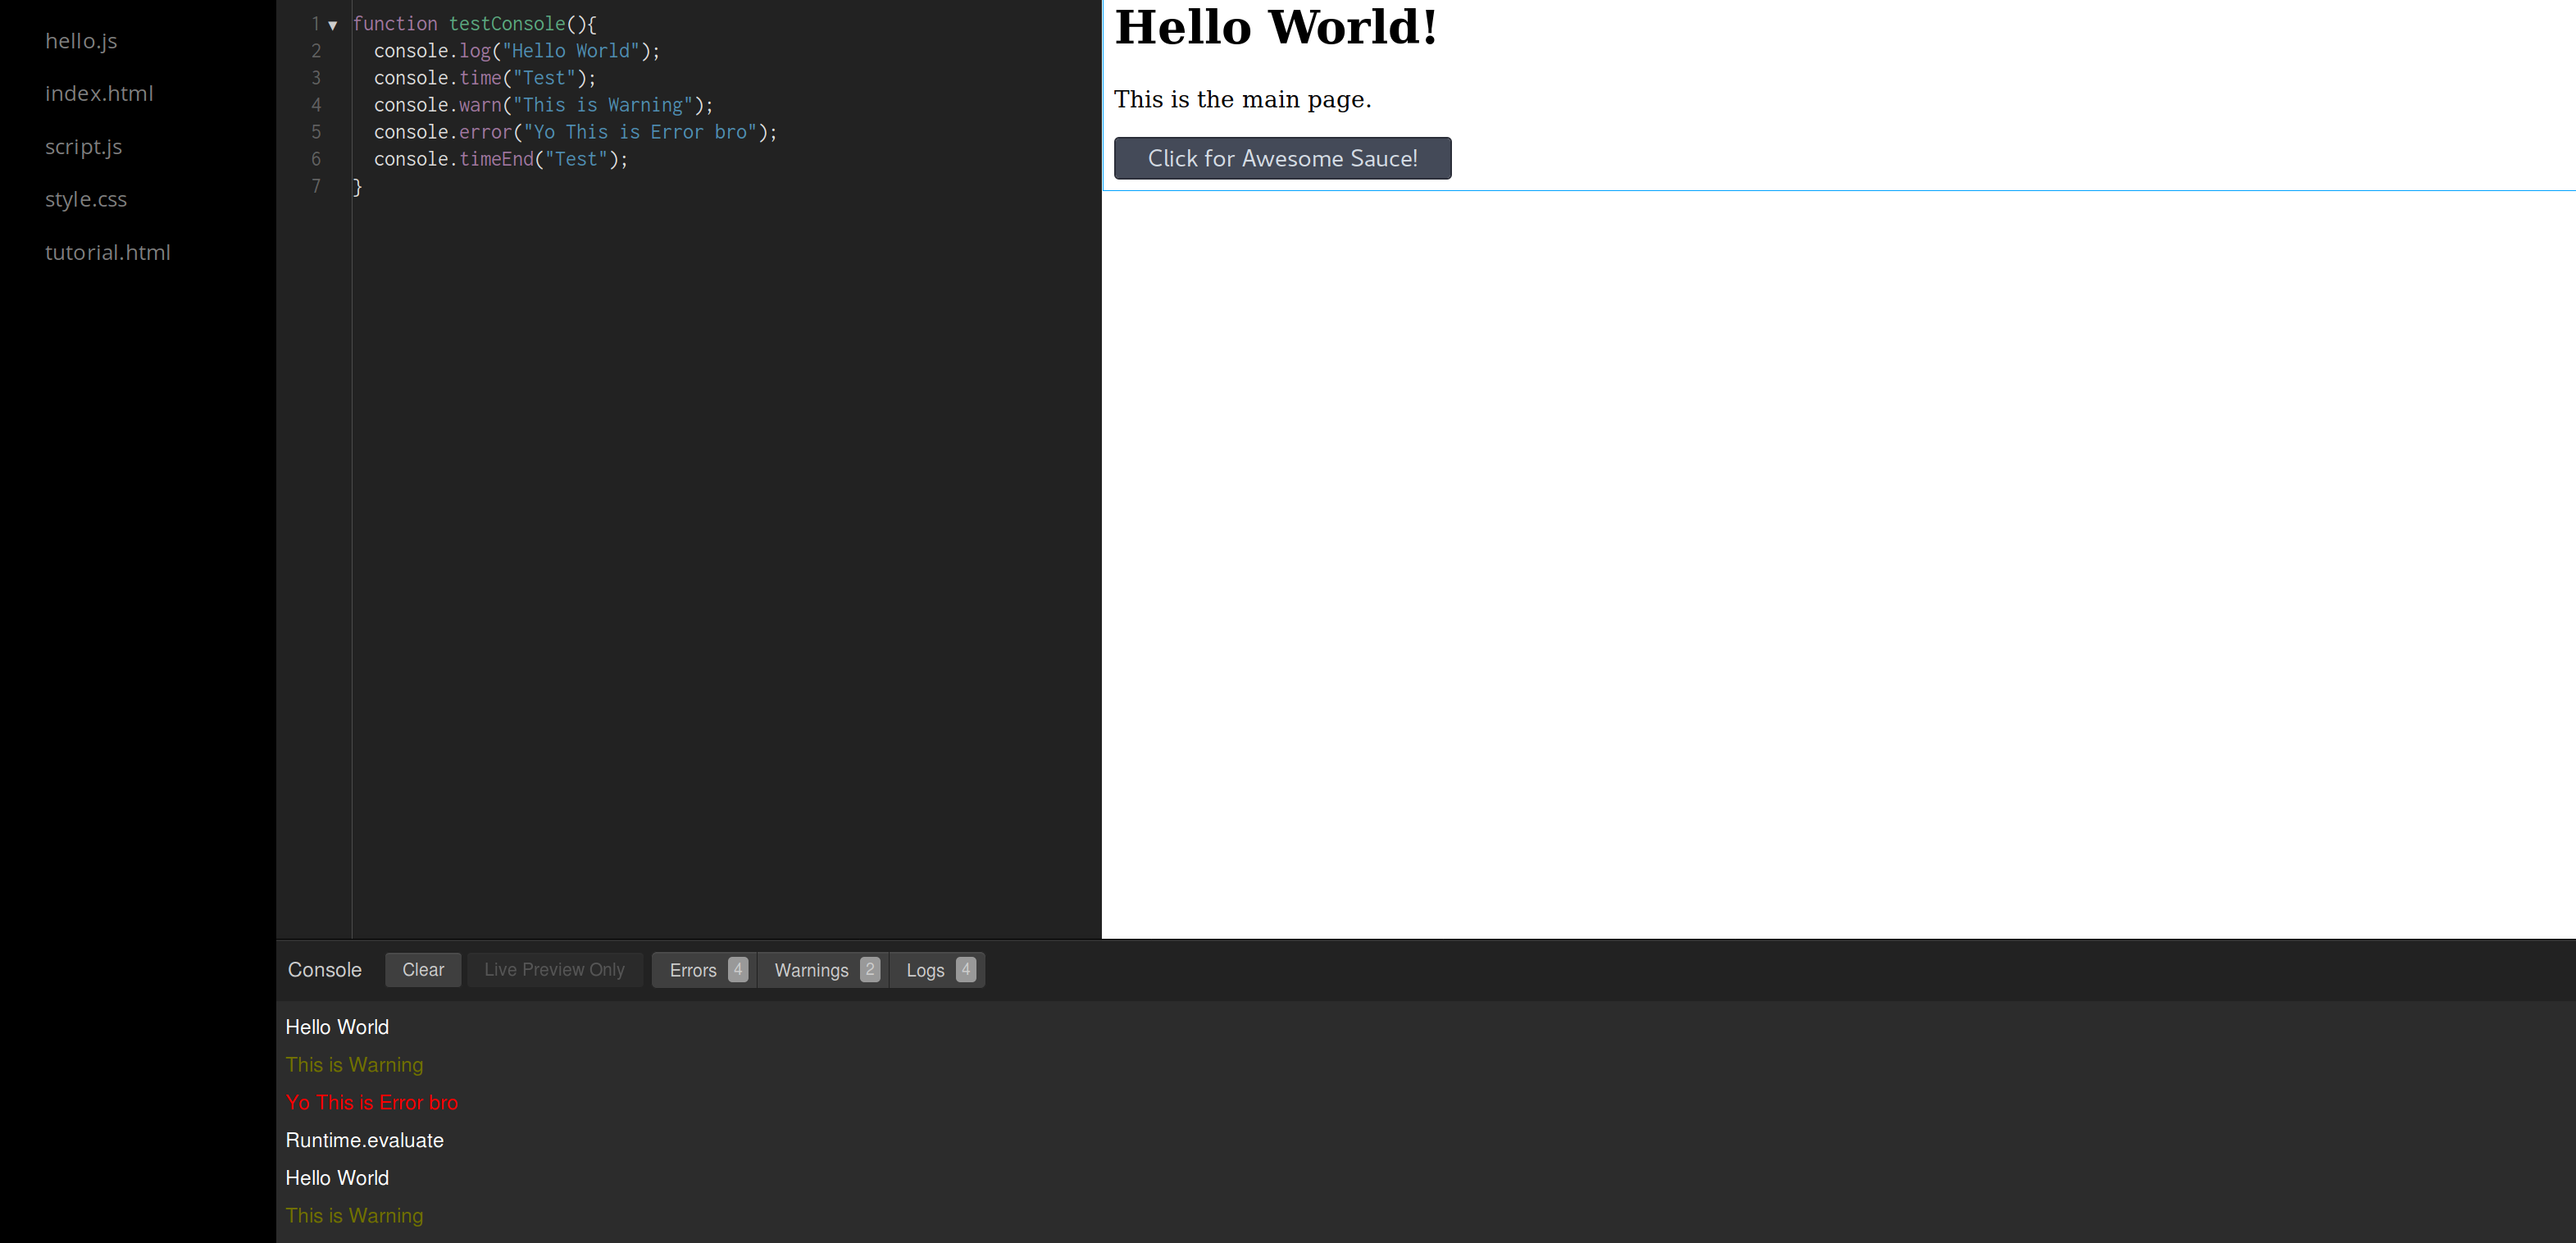 hello.js
index.html
script.js
style.css
tutorial.html
1 ▼ function testConsole(){
2 console.log("Hello World");
3 console.time("Test");
4 console.warn("This is Warning");
5 console.error("Yo This is Error bro");
6 console.timeEnd("Test");
7 }
Hello World!
This is the main page.
Click for Awesome Sauce!
Console Clear Live Preview Only Errors 4 Warnings 2 Logs 4
Hello World
This is Warning
Yo This is Error bro
Runtime.evaluate
Hello World
This is Warning